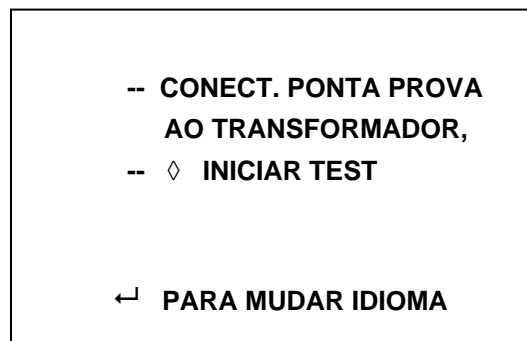 -- CONECT. PONTA PROVA
AO TRANSFORMADOR,
-- ◊ INICIAR TEST
↵ PARA MUDAR IDIOMA